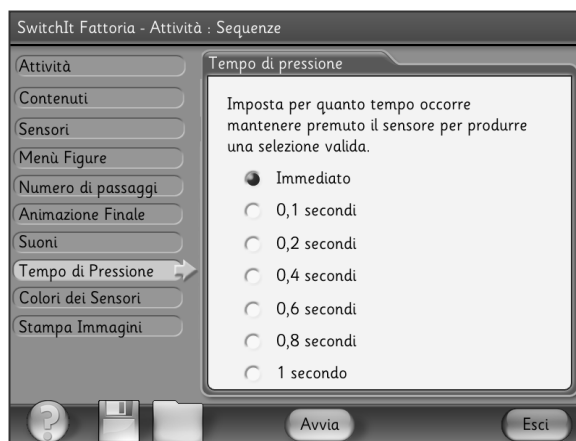 SwitchIt Fattoria - Attività : Sequenze
Attività
Contenuti
Sensori
Menù Figure
Numero di passaggi
Animazione Finale
Suoni
Tempo di Pressione
Colori dei Sensori
Stampa Immagini
Tempo di pressione
Imposta per quanto tempo occorre
mantenere premuto il sensore per produrre
una selezione valida.
Immediato
0,1 secondi
0,2 secondi
0,4 secondi
0,6 secondi
0,8 secondi
1 secondo
?
Avvia
Esci